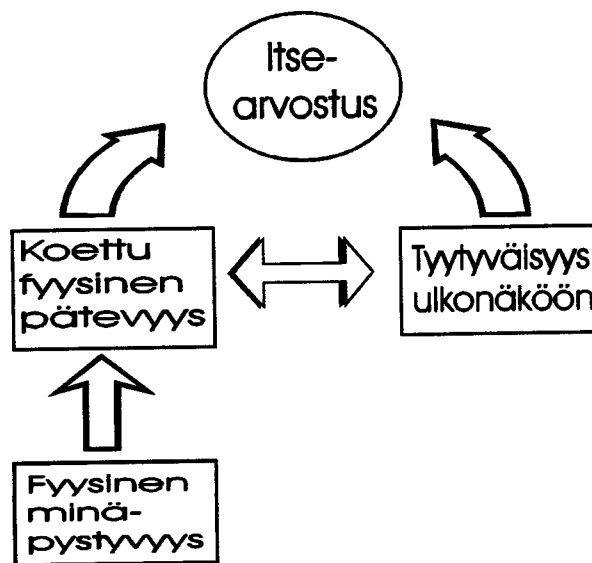 Itse-
arvostus
Koettu
fyysinen
pätevyys
Tyytyväisyys
ulkonäköön
Fyysinen
minä-
pystyvyys